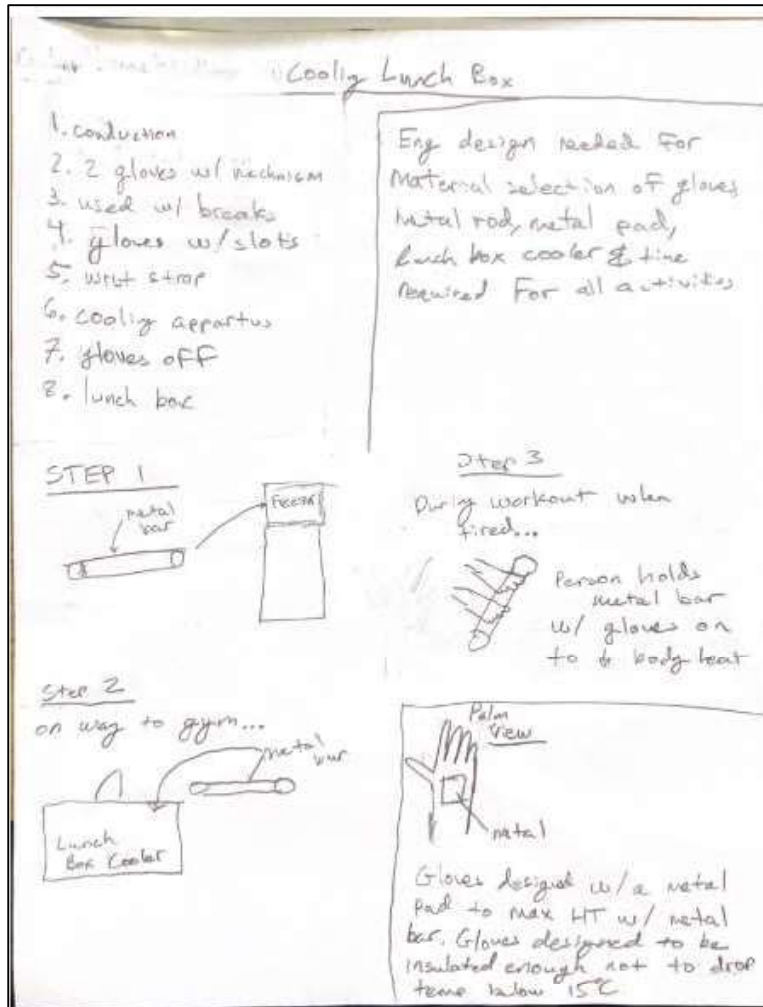 Coolig Lunch Box
1. conduction
2. 2 gloves w/ mechanism
3. used w/ breaks
4. gloves w/ slots
5. wrist strap
6. coolig appartus
7. gloves off
8. lunch box
Eng design needed For
Material selection of gloves
metal rod, metal pad,
lunch box cooler & time
required For all activities
STEP 1
metal
bar
Freezer
Step 3
During workout when
tired...
Person holds
metal bar
w/ gloves on
to ↓ body heat
Step 2
on way to gym...
metal
bar
Lunch
Box Cooler
Palm
View
metal
Gloves designed w/ a metal
pad to max HT w/ metal
bar. Gloves designed to be
insulated enough not to drop
temp below 15°C